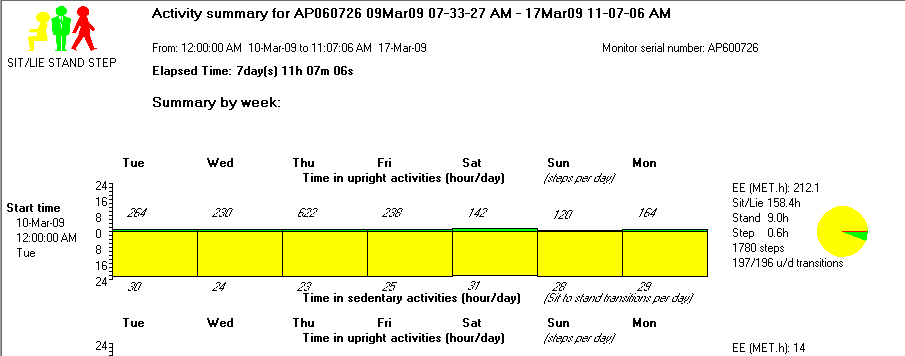 Activity summary for AP060726 09Mar09 07-33-27 AM - 17Mar09 11-07-06 AM
SIT/LIE STAND STEP
From: 12:00:00 AM 10-Mar-09 to 11:07:06 AM 17-Mar-09 Monitor serial number: AP600726
Elapsed Time: 7day(s) 11h 07m 06s
Summary by week:
Tue Wed Thu Fri Sat Sun Mon
Time in upright activities (hour/day) (steps per day)
Start time
10-Mar-09
12:00:00 AM
Tue
24
16
8
0
8
16
24
264 230 622 238 142 120 164
30 24 23 25 31 28 29
Time in sedentary activities (hour/day) (Sit to stand transitions per day)
EE (MET.h): 212.1
Sit/Lie 158.4h
Stand 9.0h
Step 0.6h
1780 steps
197/196 u/d transitions
Tue Wed Thu Fri Sat Sun Mon
Time in upright activities (hour/day) (steps per day)
24
EE (MET.h): 14